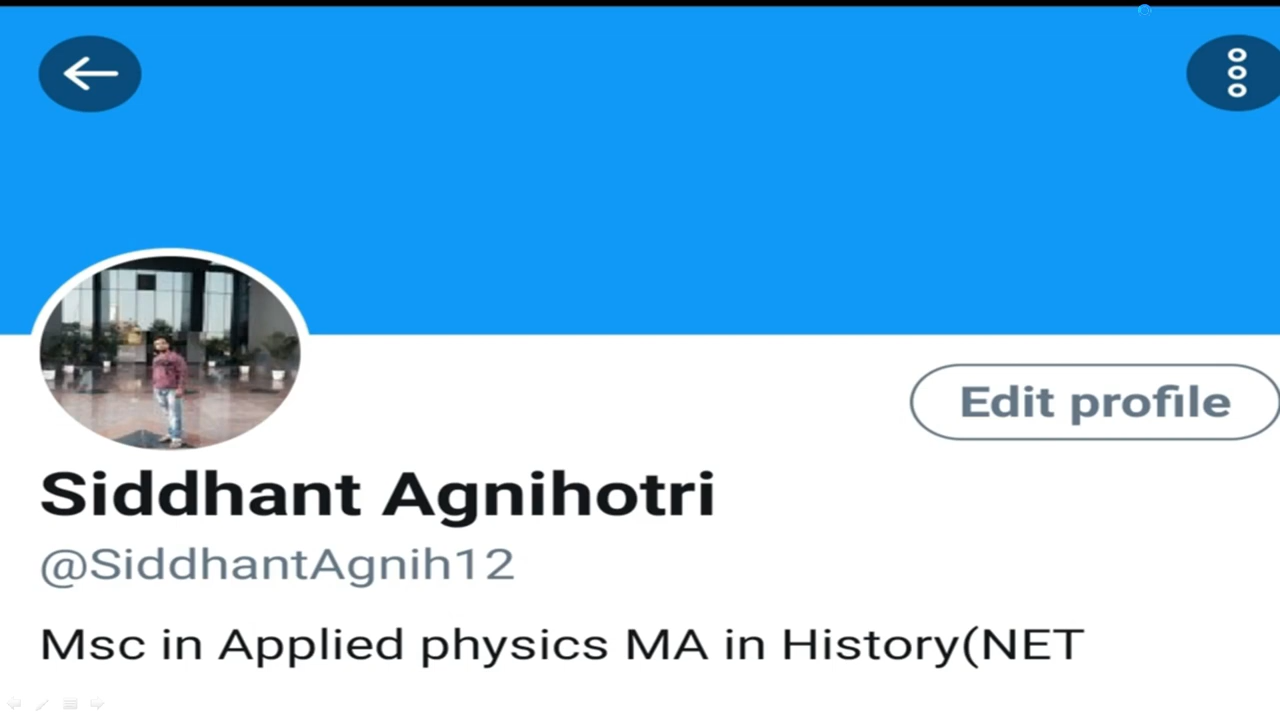 Edit profile
Siddhant Agnihotri
@SiddhantAgnih12
Msc in Applied physics MA in History(NET